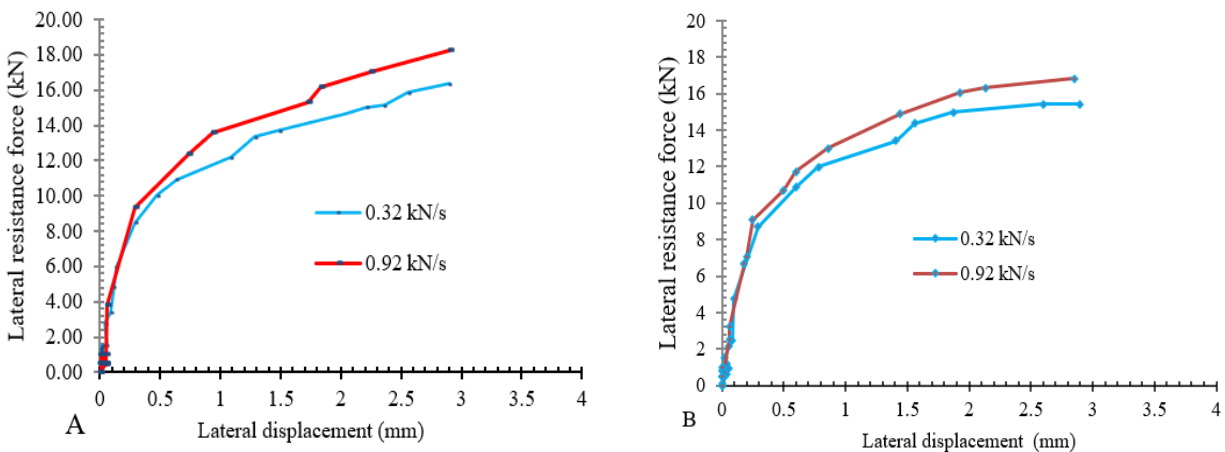 Lateral resistance force (kN)
20.00
18.00
16.00
14.00
12.00
10.00
8.00
6.00
4.00
2.00
0.00
0.32 kN/s
0.92 kN/s
0 0.5 1 1.5 2 2.5 3 3.5 4
Lateral displacement (mm)
A
Lateral resistance force (kN)
20
18
16
14
12
10
8
6
4
2
0
0.32 kN/s
0.92 kN/s
0 0.5 1 1.5 2 2.5 3 3.5 4
Lateral displacement (mm)
B